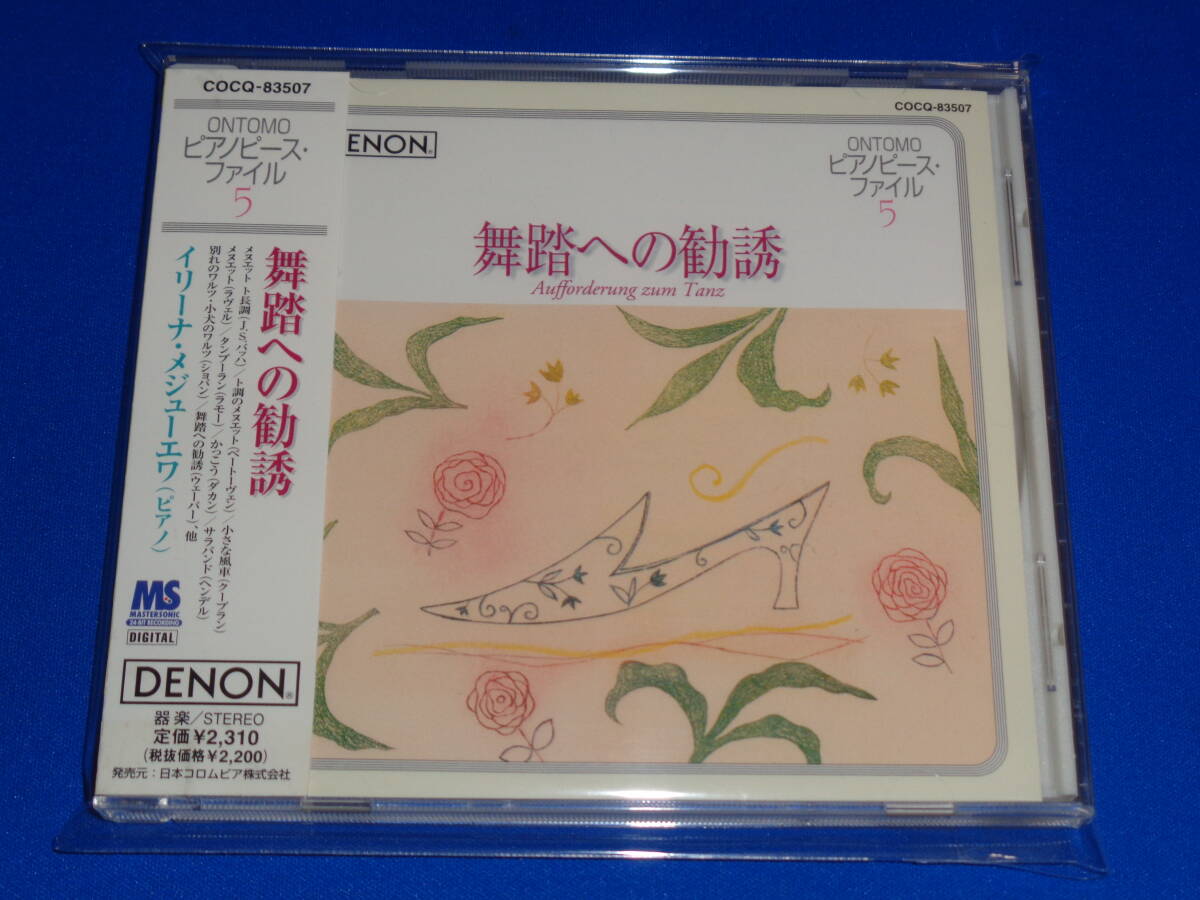 COCQ-83507
ONTOMO
ピアノピース・
ファイル
5
舞踏への勧誘
メヌエット ト長調(J.S.バッハ)/ト調のメヌエット(ベートーヴェン)/小さな風車(クープラン)
メヌエット(ラヴェル)/タンブーラン(ラモー)/かっこう(ダカン)/サラバンド(ヘンデル)
別れのワルツ・小犬のワルツ(ショパン)/舞踏への勧誘(ウェーバー)、他
イリーナ・メジューエワ(ピアノ)
MS
MASTERSONIC
24-BIT RECORDING
DIGITAL
DENON®
器楽/STEREO
定価¥2,310
(税抜価格¥2,200)
発売元:日本コロムビア株式会社
COCQ-83507
ENON®
ONTOMO
ピアノピース・
ファイル
5
舞踏への勧誘
Aufforderung zum Tanz